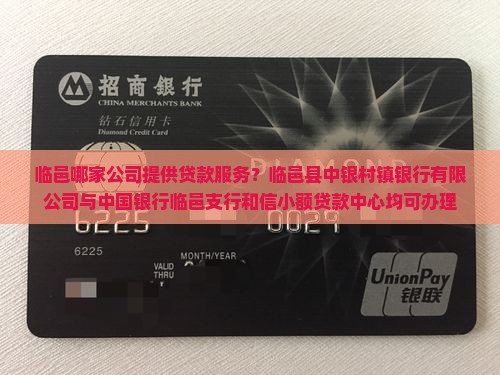 招商銀行
CHINA MERCHANTS BANK
钻石信用卡
Diamond Credit Card
DIAMOND
临邑哪家公司提供贷款服务？临邑县中银村镇银行有限
公司与中国银行临邑支行和信小额贷款中心均可办理
6225 0029
6225
MONTH/YEAR
VALID
THRU
UnionPay
银联